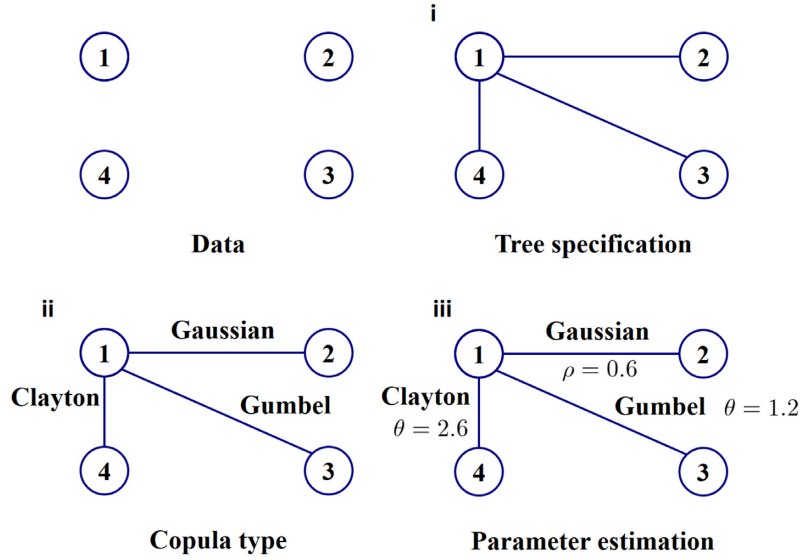 i
1 2
1 2
4 3
4 3
Data
Tree specification
ii
iii
Gaussian
1 2
Clayton
Gumbel
4 3
Copula type
Gaussian
1 2
ρ = 0.6
Clayton
Gumbel θ = 1.2
θ = 2.6
4 3
Parameter estimation